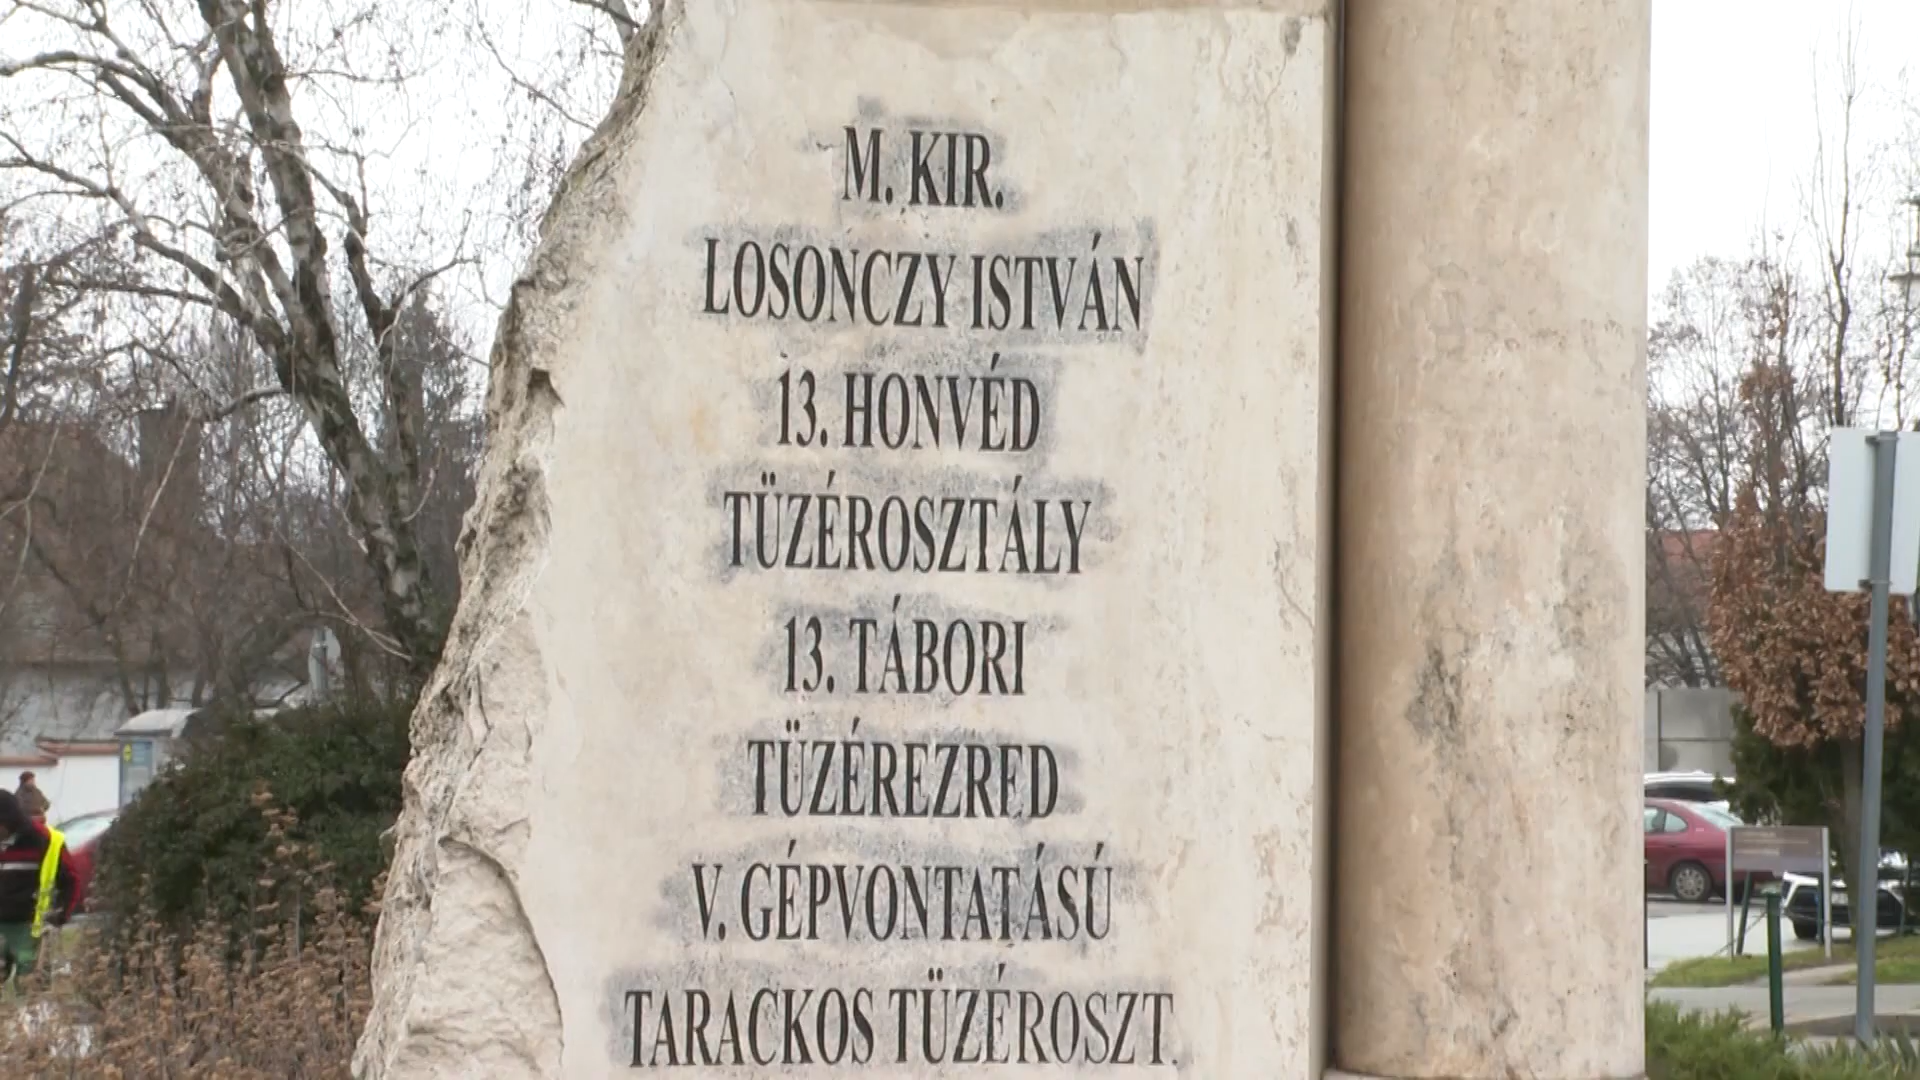 M. KIR.
LOSONCZY ISTVÁN
13. HONVÉD
TÜZÉROSZTÁLY
13. TÁBORI
TÜZÉREZRED
V. GÉPVONTATÁSÚ
TARACKOS TÜZÉROSZT.